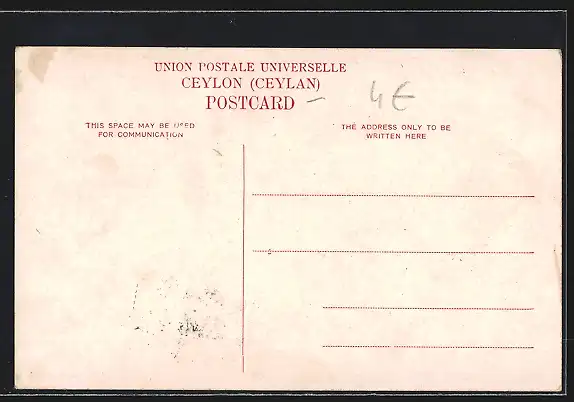 UNION POSTALE UNIVERSELLE
CEYLON (CEYLAN)
POSTCARD
4€
THIS SPACE MAY BE USED
FOR COMMUNICATION
THE ADDRESS ONLY TO BE
WRITTEN HERE